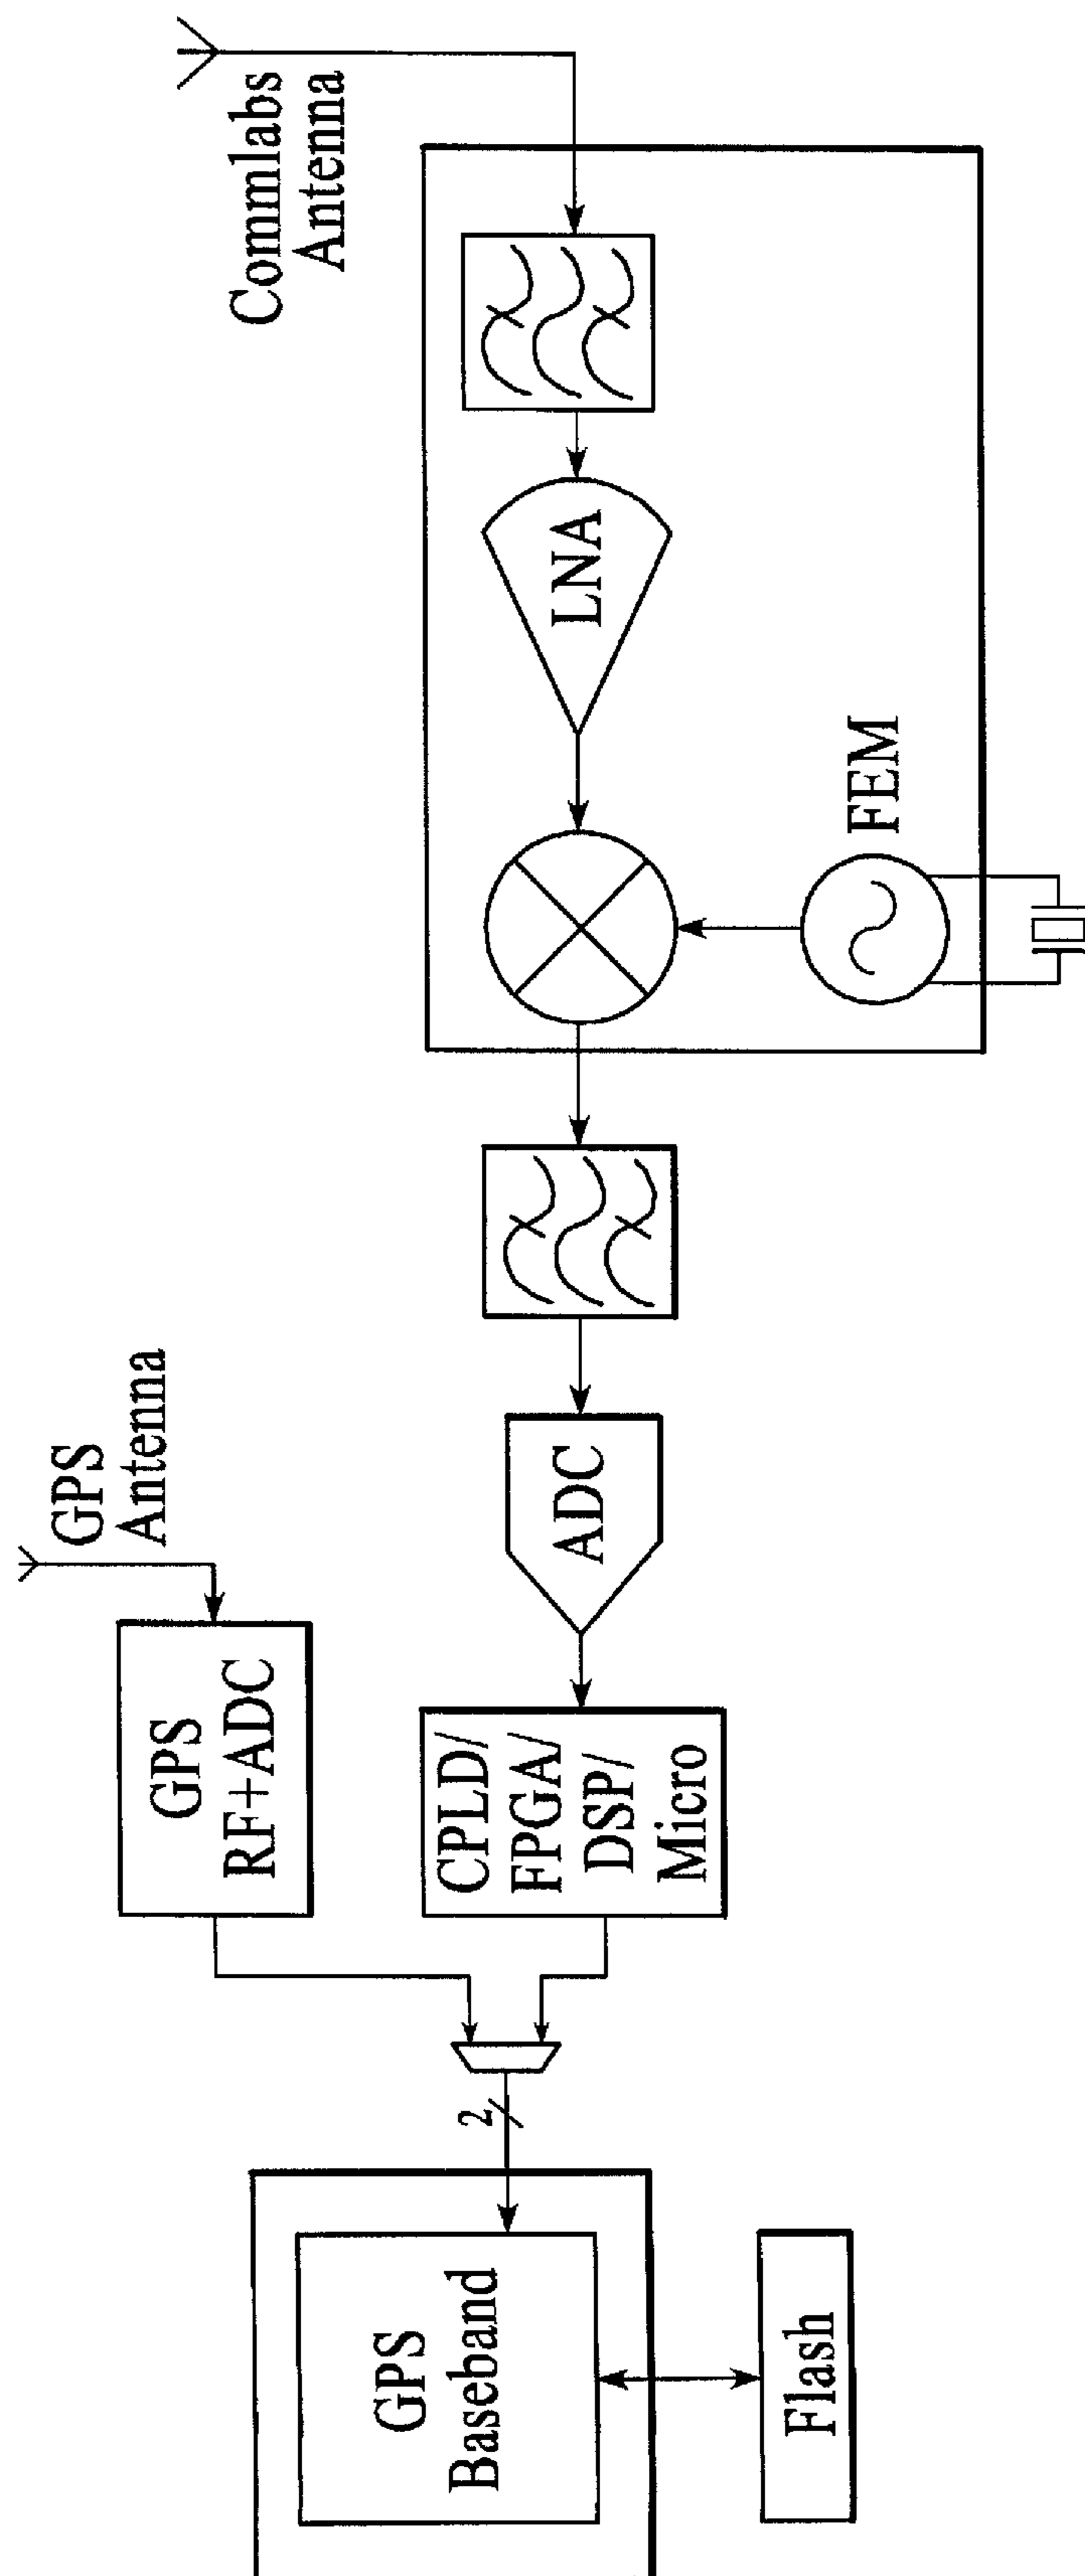 Commlabs
Antenna
LNA
FEM
GPS
Antenna
ADC
GPS
RF+ADC
CPLD/
FPGA/
DSP/
Micro
2
GPS
Baseband
Flash